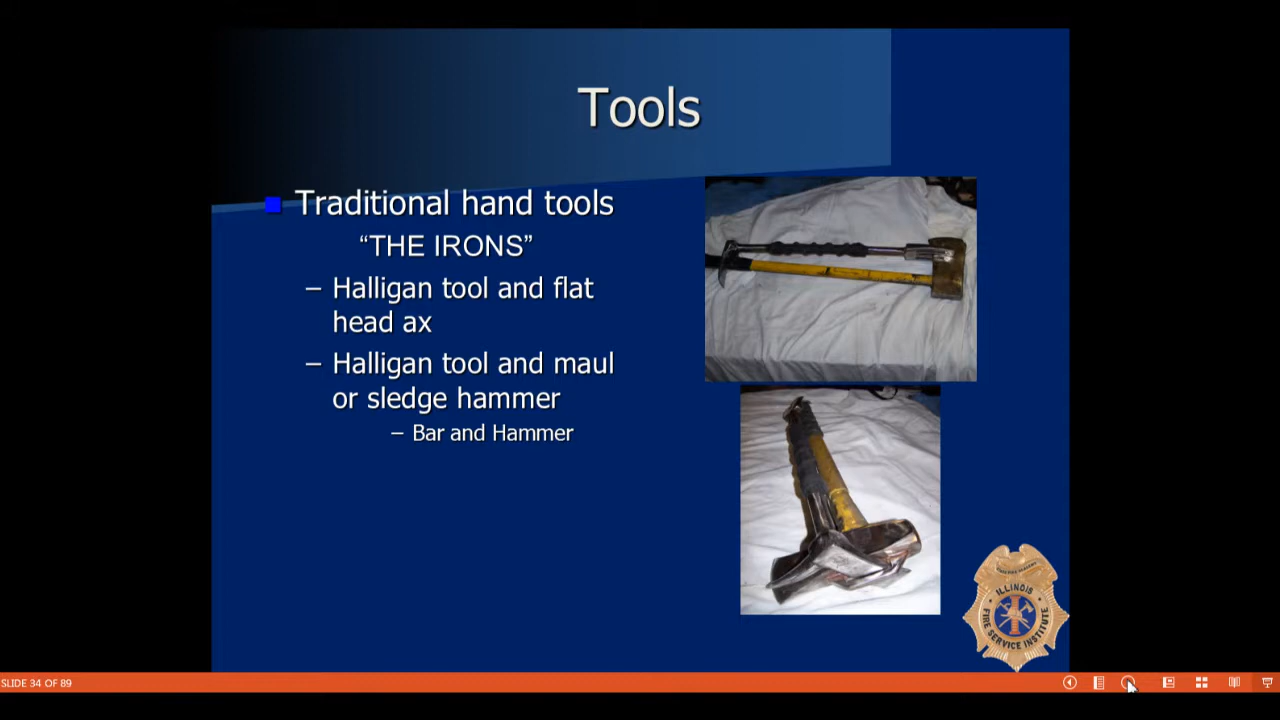 Tools
Traditional hand tools
“THE IRONS”
– Halligan tool and flat
head ax
– Halligan tool and maul
or sledge hammer
– Bar and Hammer
ILLINOIS
FIRE SERVICE INSTITUTE
SLIDE 34 OF 89